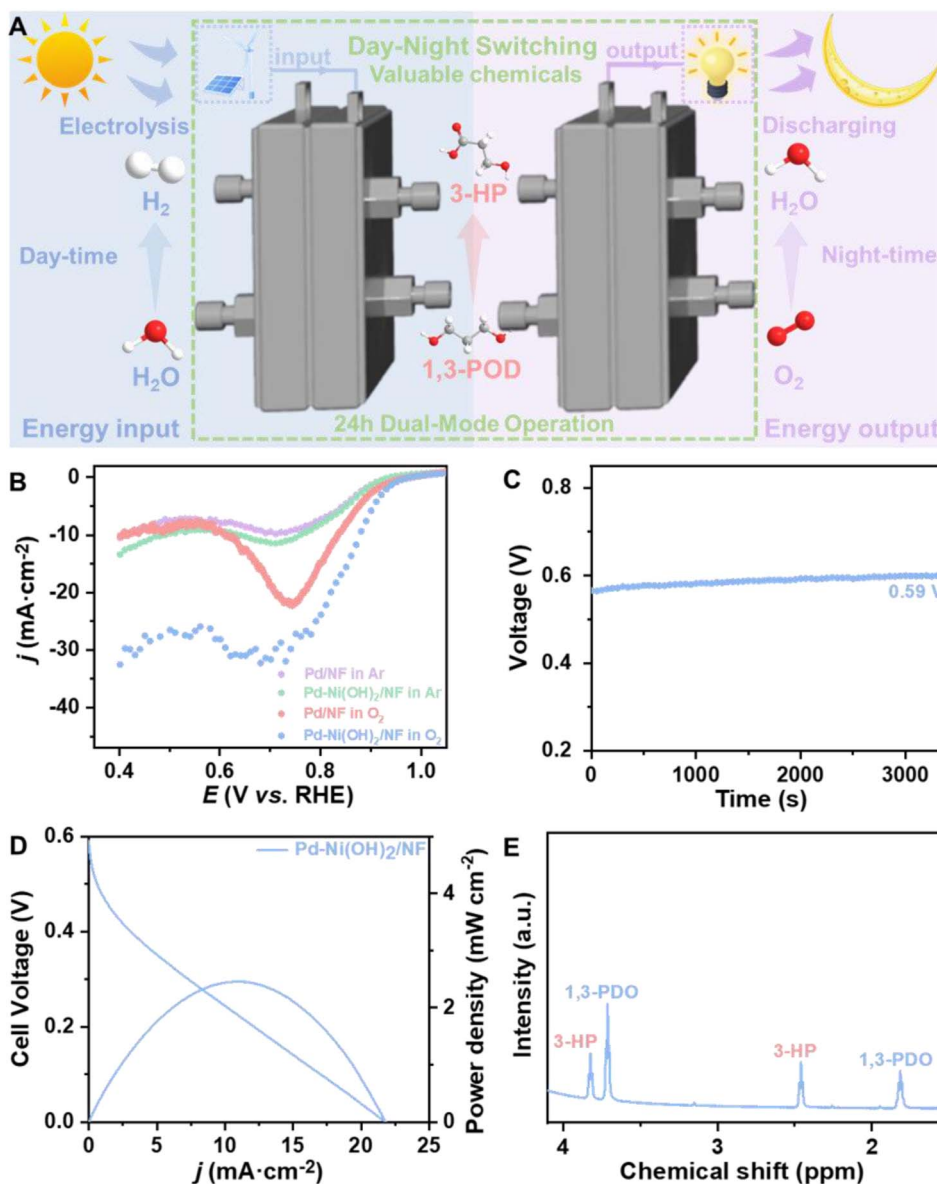 A
input
Day-Night Switching
Valuable chemicals
output
Electrolysis
Discharging
H₂
3-HP
H₂O
Day-time
Night-time
H₂O
1,3-POD
O₂
Energy input
24h Dual-Mode Operation
Energy output
B
0
-10
-20
-30
-40
j (mA·cm⁻²)
Pd/NF in Ar
Pd-Ni(OH)₂/NF in Ar
Pd/NF in O₂
Pd-Ni(OH)₂/NF in O₂
0.4 0.6 0.8 1.0
E (V vs. RHE)
C
0.8
0.6
0.4
0.2
Voltage (V)
0.59 V
0 1000 2000 3000
Time (s)
D
0.6
0.4
0.2
0.0
Cell Voltage (V)
Pd-Ni(OH)₂/NF
4
2
0
Power density (mW cm⁻²)
0 5 10 15 20 25
j (mA·cm⁻²)
E
Intensity (a.u.)
1,3-PDO
3-HP
3-HP
1,3-PDO
4 3 2
Chemical shift (ppm)